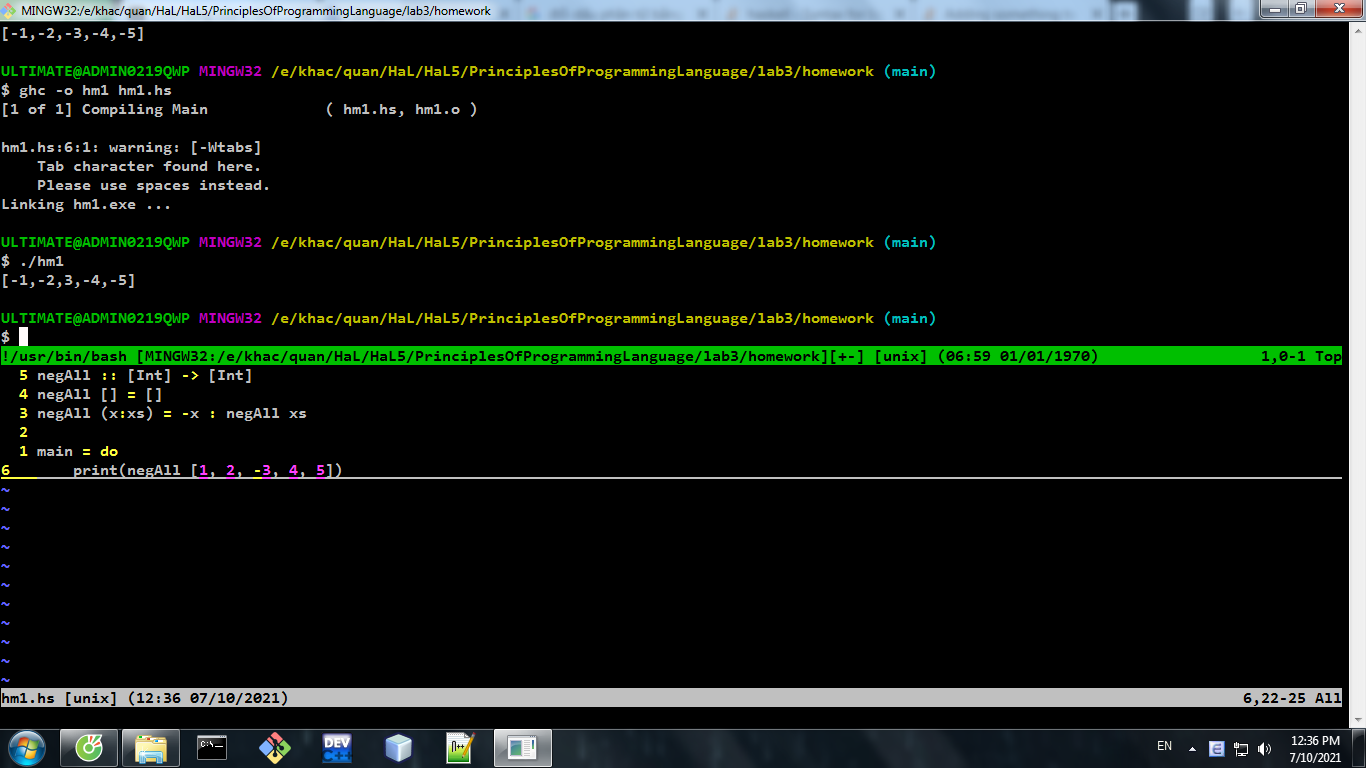 MINGW32:/e/khac/quan/HaL/HaL5/PrinciplesOfProgrammingLanguage/lab3/homework
[-1,-2,-3,-4,-5]
ULTIMATE@ADMIN0219QWP MINGW32 /e/khac/quan/HaL/HaL5/PrinciplesOfProgrammingLanguage/lab3/homework (main)
$ ghc -o hm1 hm1.hs
[1 of 1] Compiling Main             ( hm1.hs, hm1.o )
hm1.hs:6:1: warning: [-Wtabs]
    Tab character found here.
    Please use spaces instead.
Linking hm1.exe ...
ULTIMATE@ADMIN0219QWP MINGW32 /e/khac/quan/HaL/HaL5/PrinciplesOfProgrammingLanguage/lab3/homework (main)
$ ./hm1
[-1,-2,3,-4,-5]
ULTIMATE@ADMIN0219QWP MINGW32 /e/khac/quan/HaL/HaL5/PrinciplesOfProgrammingLanguage/lab3/homework (main)
$
!/usr/bin/bash [MINGW32:/e/khac/quan/HaL/HaL5/PrinciplesOfProgrammingLanguage/lab3/homework][+-] [unix] (06:59 01/01/1970) 1,0-1 Top
  5 negAll :: [Int] -> [Int]
  4 negAll [] = []
  3 negAll (x:xs) = -x : negAll xs
  2
  1 main = do
6       print(negAll [1, 2, -3, 4, 5])
~
~
~
~
~
~
~
~
~
~
~
hm1.hs [unix] (12:36 07/10/2021) 6,22-25 All
C:\_
DEV
C++
EN
12:36 PM
7/10/2021